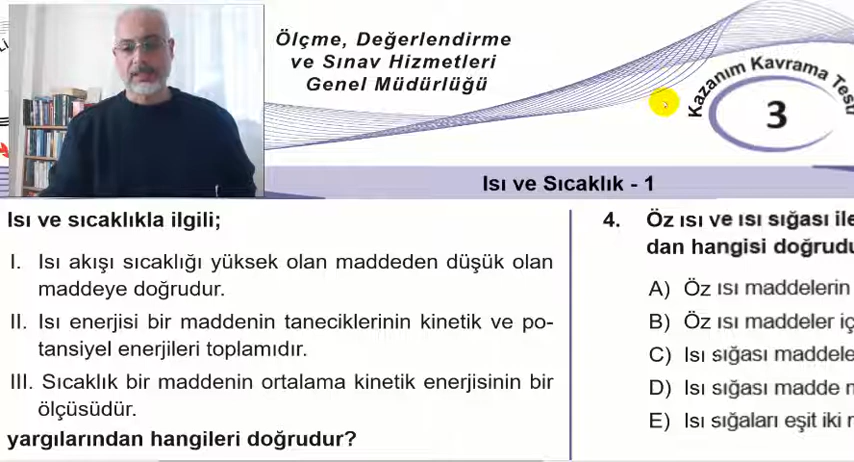 Ölçme, Değerlendirme
ve Sınav Hizmetleri
Genel Müdürlüğü
Kazanım Kavrama Testi
3
Isı ve Sıcaklık - 1
Isı ve sıcaklıkla ilgili;
I. Isı akışı sıcaklığı yüksek olan maddeden düşük olan
maddeye doğrudur.
II. Isı enerjisi bir maddenin taneciklerinin kinetik ve po-
tansiyel enerjileri toplamıdır.
III. Sıcaklık bir maddenin ortalama kinetik enerjisinin bir
ölçüsüdür.
yargılarından hangileri doğrudur?
4. Öz ısı ve ısı sığası ile
dan hangisi doğrudu
A) Öz ısı maddelerin
B) Öz ısı maddeler iç
C) Isı sığası maddele
D) Isı sığası madde
E) Isı sığaları eşit iki